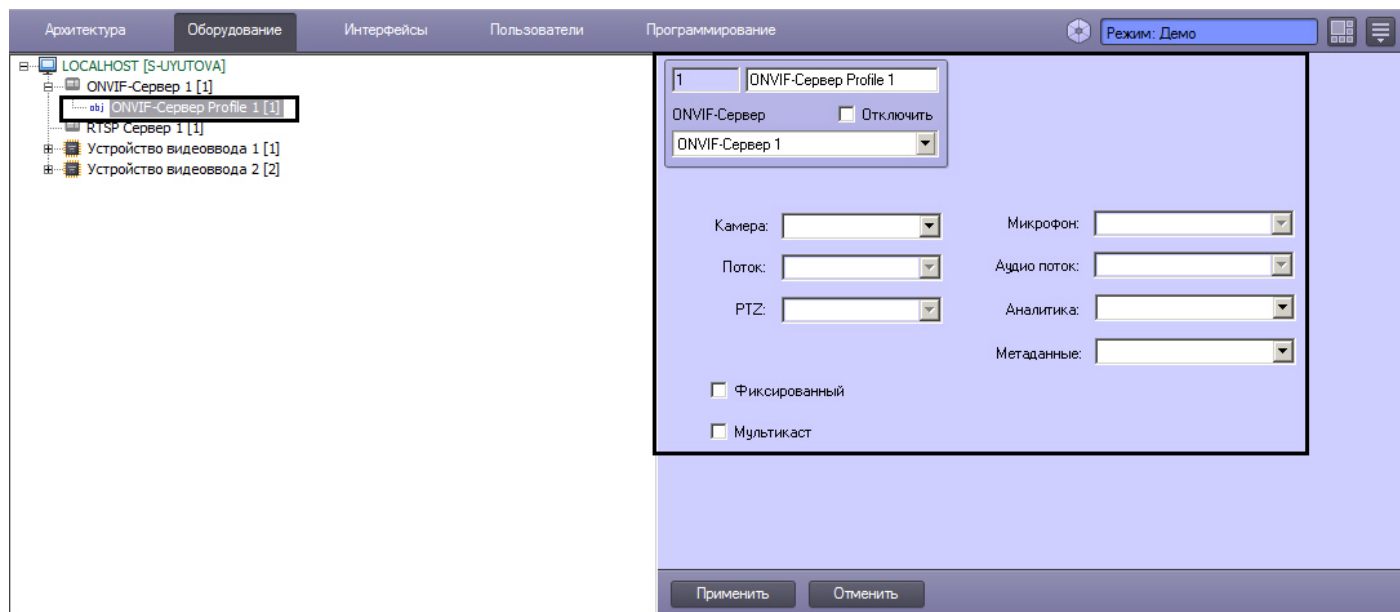 Архитектура Оборудование Интерфейсы Пользователи Программирование Режим: Демо
LOCALHOST [S-UYUTOVA]
ONVIF-Сервер 1 [1]
obj ONVIF-Сервер Profile 1 [1]
RTSP Сервер 1 [1]
Устройство видеоввода 1 [1]
Устройство видеоввода 2 [2]
1 ONVIF-Сервер Profile 1
ONVIF-Сервер Отключить
ONVIF-Сервер 1
Камера: Микрофон:
Поток: Аудио поток:
PTZ: Аналитика:
Метаданные:
Фиксированный
Мультикаст
Применить Отменить